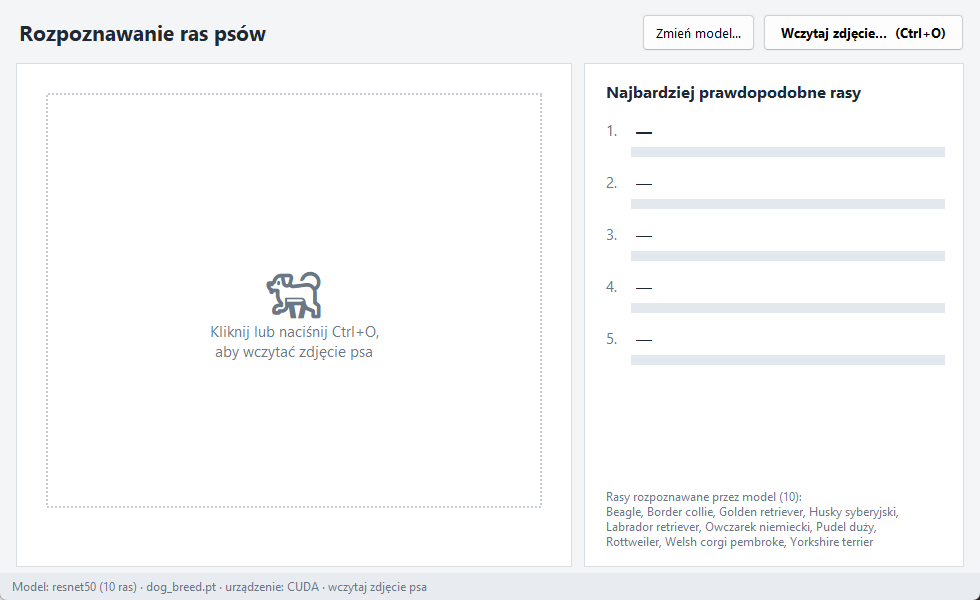 Rozpoznawanie ras psów
Zmień model...
Wczytaj zdjęcie... (Ctrl+O)
Kliknij lub naciśnij Ctrl+O,
aby wczytać zdjęcie psa
Najbardziej prawdopodobne rasy
1. —
2. —
3. —
4. —
5. —
Rasy rozpoznawane przez model (10):
Beagle, Border collie, Golden retriever, Husky syberyjski,
Labrador retriever, Owczarek niemiecki, Pudel duży,
Rottweiler, Welsh corgi pembroke, Yorkshire terrier
Model: resnet50 (10 ras) · dog_breed.pt · urządzenie: CUDA · wczytaj zdjęcie psa